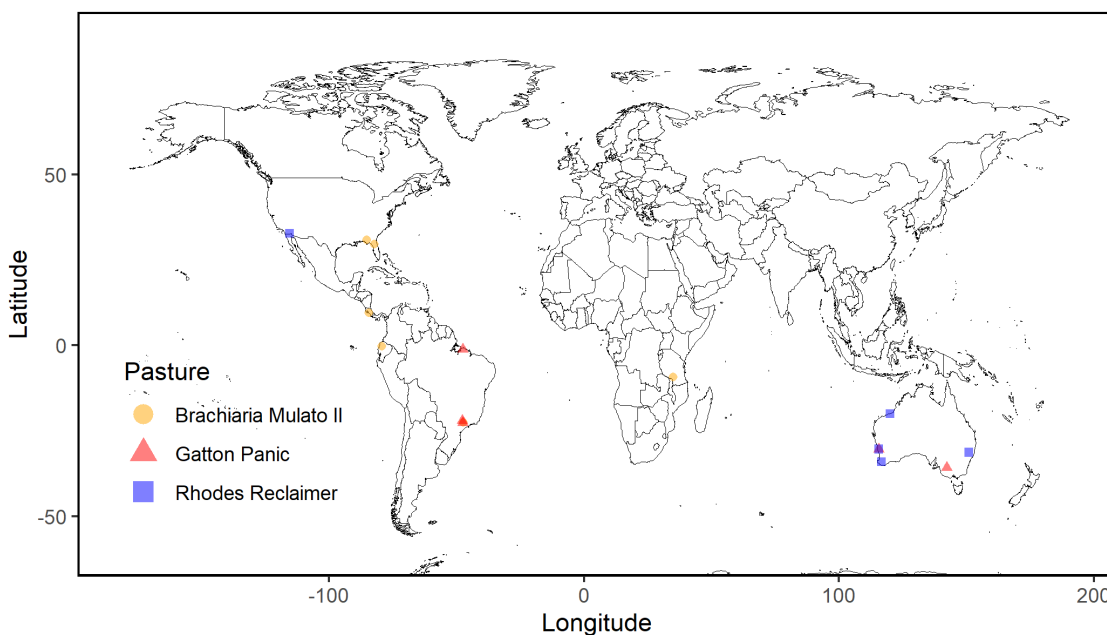 Latitude
50
0
-50
Pasture
Brachiaria Mulato II
Gatton Panic
Rhodes Reclaimer
-100
0
100
200
Longitude